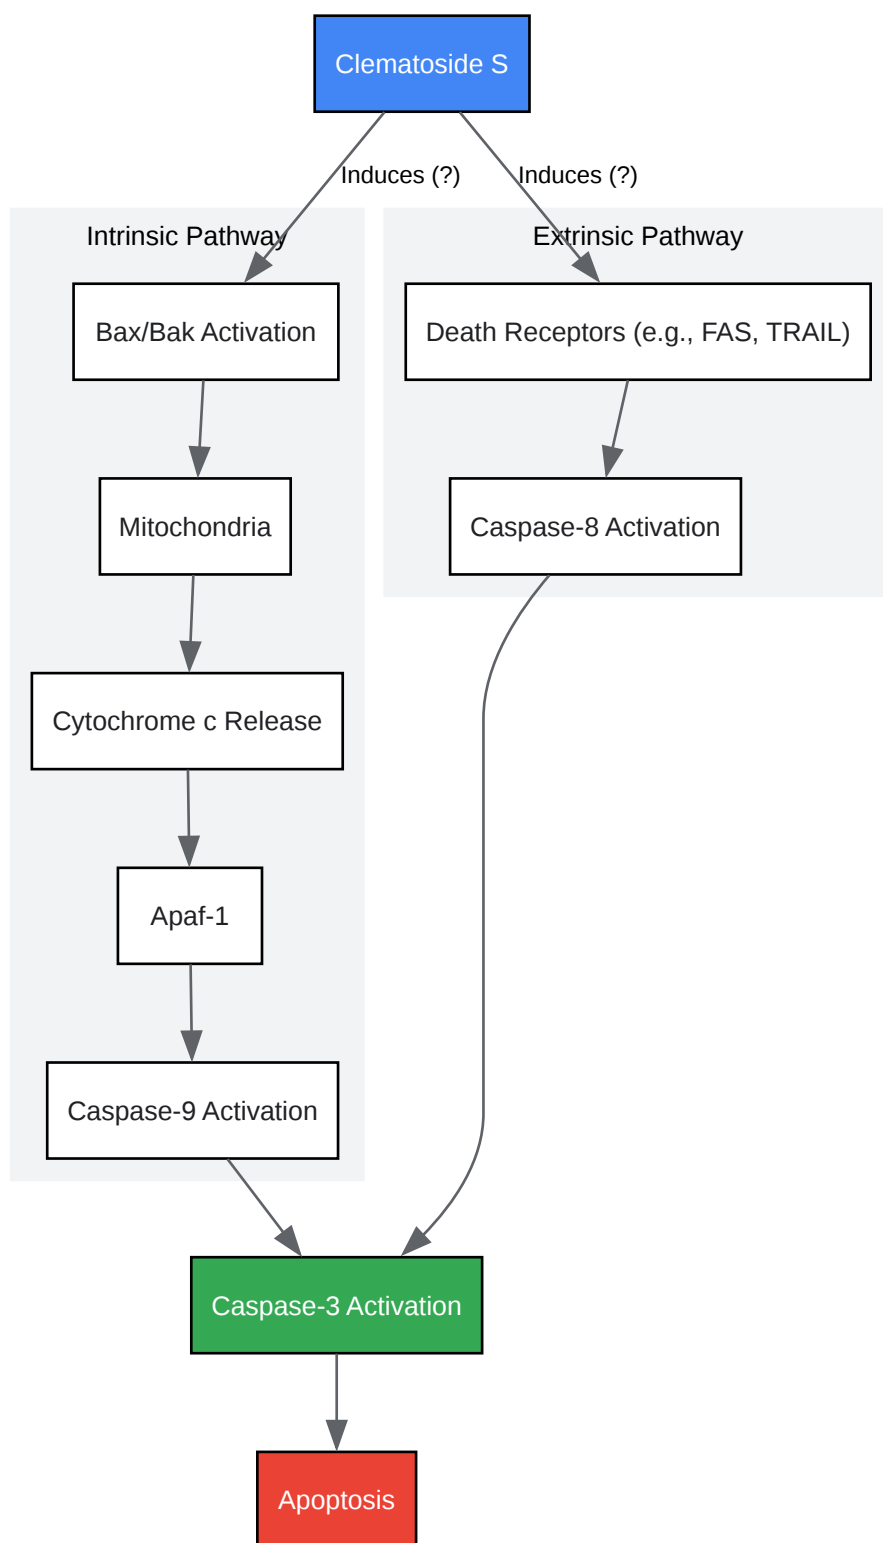 Clematoside S
Induces (?)
Induces (?)
Intrinsic Pathway
Extrinsic Pathway
Bax/Bak Activation
Death Receptors (e.g., FAS, TRAIL)
Mitochondria
Caspase-8 Activation
Cytochrome c Release
Apaf-1
Caspase-9 Activation
Caspase-3 Activation
Apoptosis